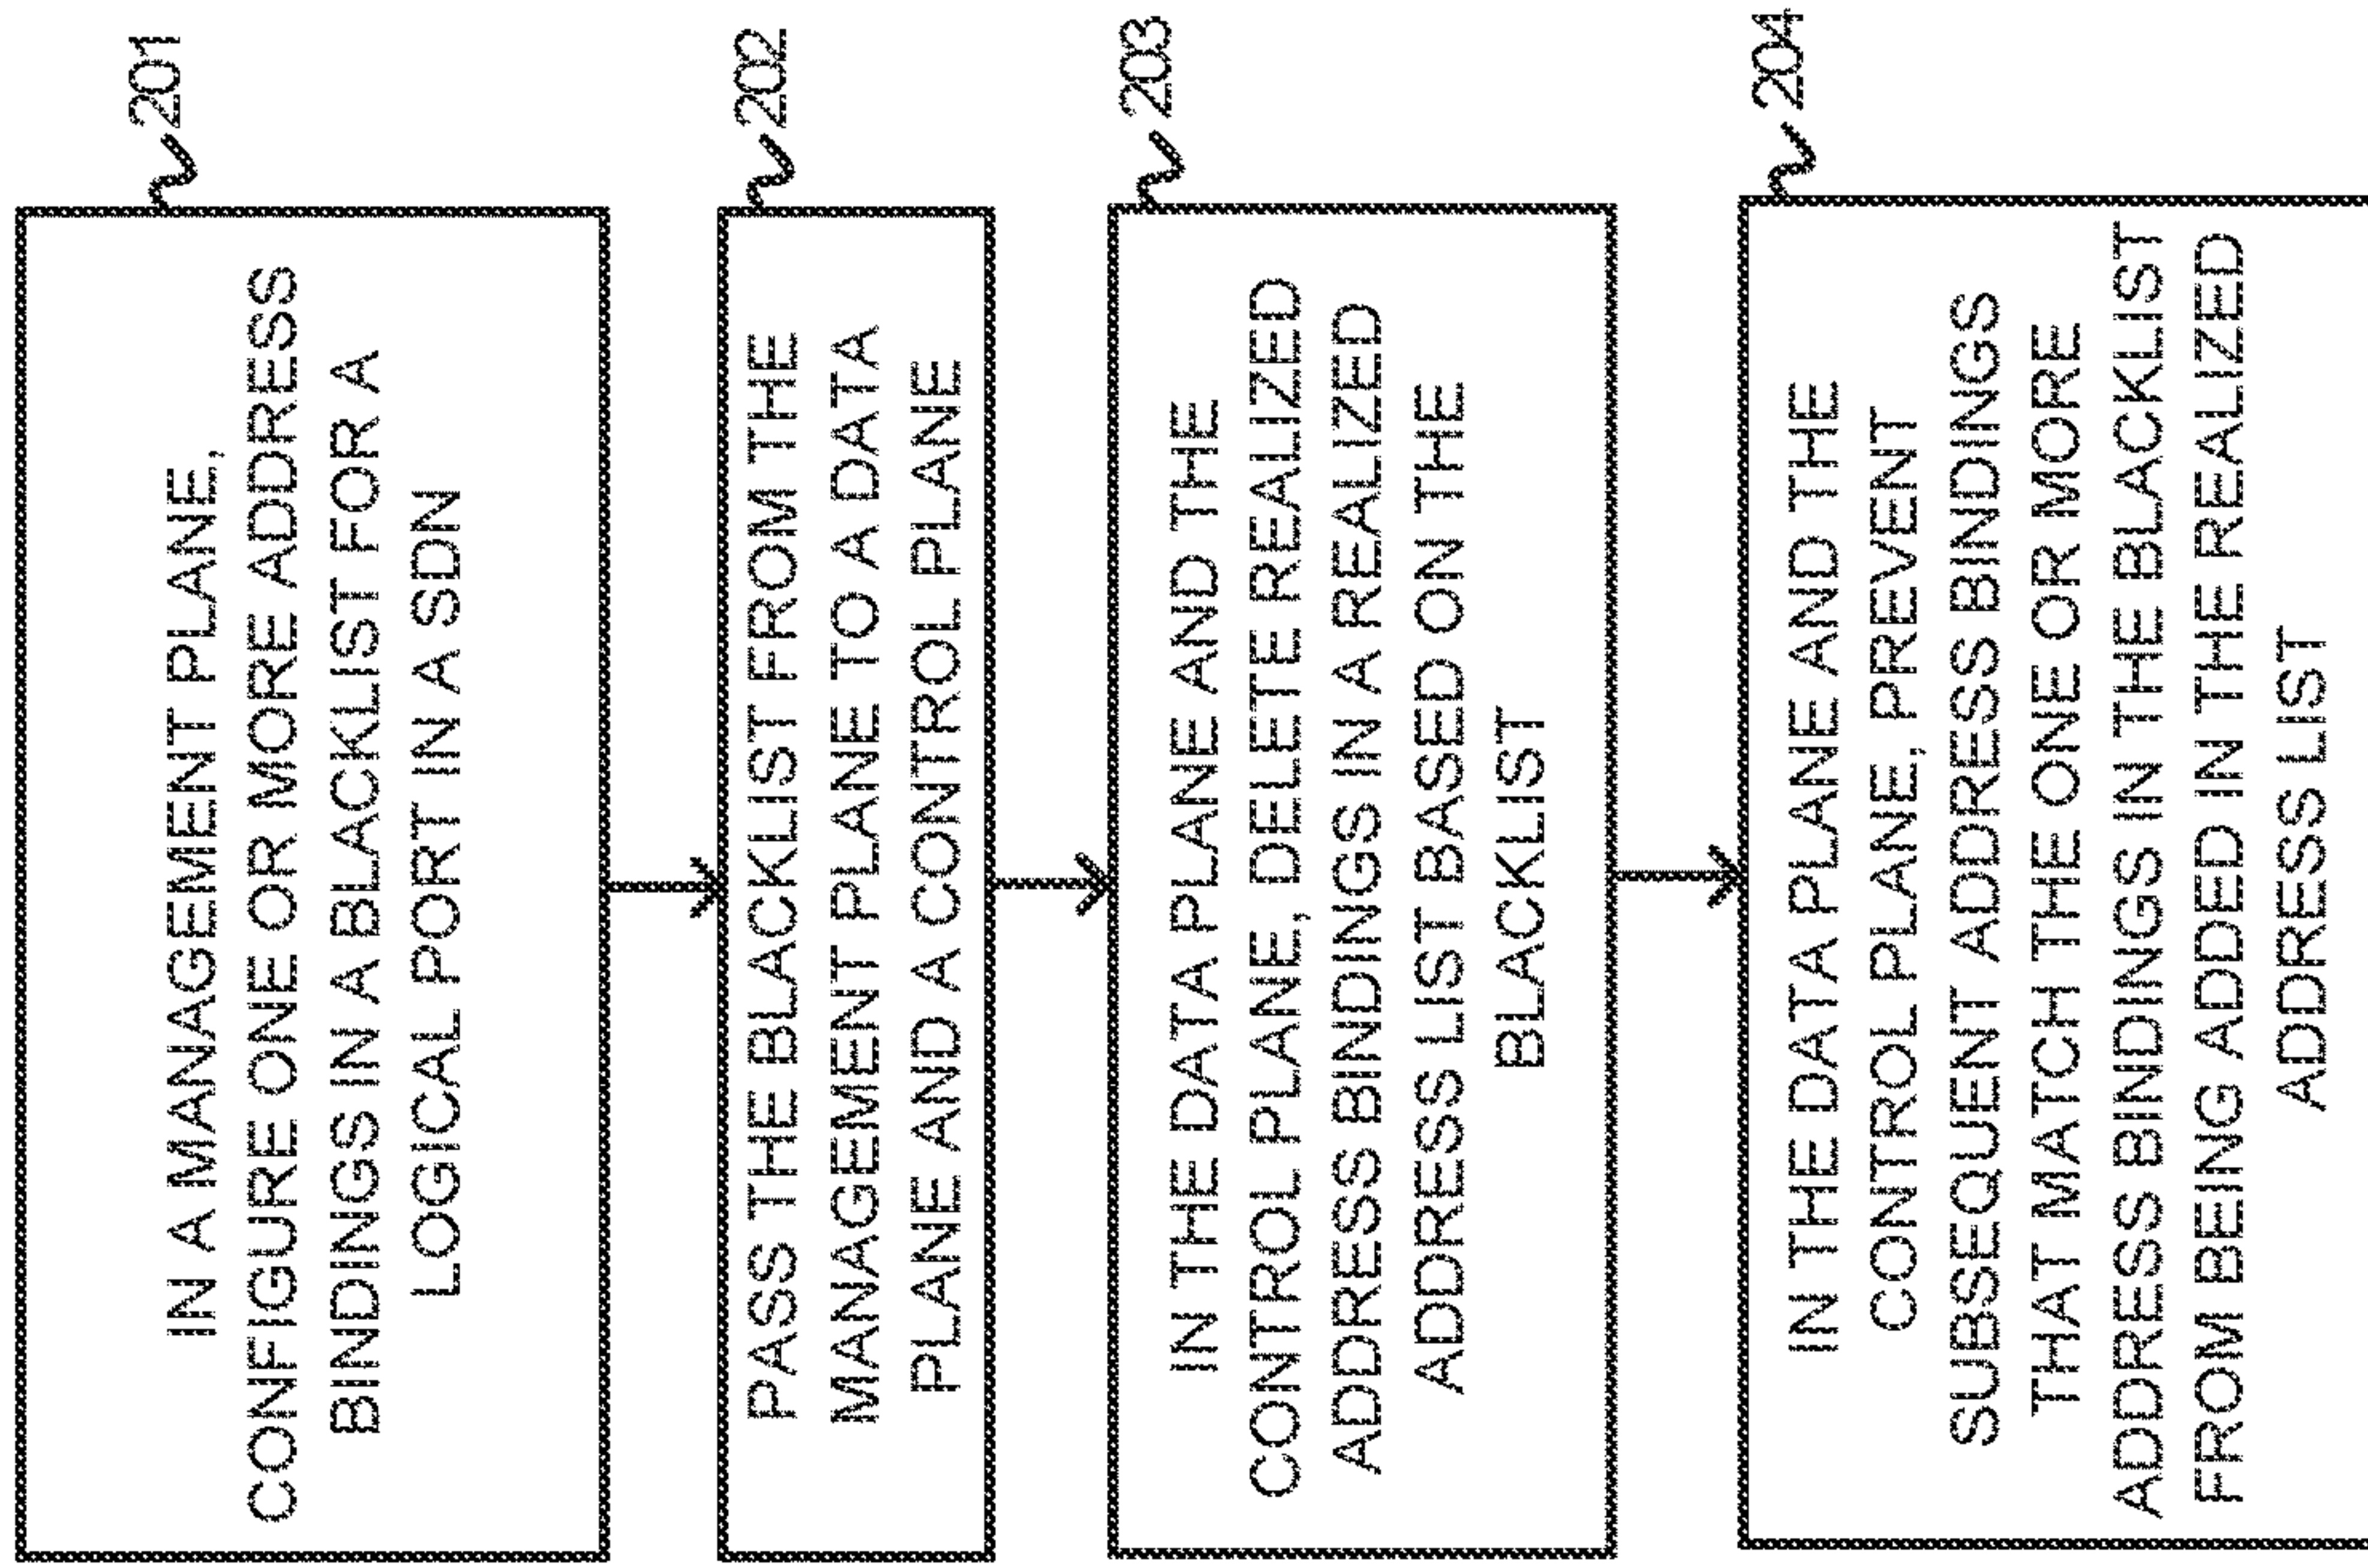 201
IN A MANAGEMENT PLANE,
CONFIGURE ONE OR MORE ADDRESS
BINDINGS IN A BLACKLIST FOR A
LOGICAL PORT IN A SDN
202
PASS THE BLACKLIST FROM THE
MANAGEMENT PLANE TO A DATA
PLANE AND A CONTROL PLANE
203
IN THE DATA PLANE AND THE
CONTROL PLANE, DELETE REALIZED
ADDRESS BINDINGS IN A REALIZED
ADDRESS LIST BASED ON THE
BLACKLIST
204
IN THE DATA PLANE AND THE
CONTROL PLANE, PREVENT
SUBSEQUENT ADDRESS BINDINGS
THAT MATCH THE ONE OR MORE
ADDRESS BINDINGS IN THE BLACKLIST
FROM BEING ADDED IN THE REALIZED
ADDRESS LIST